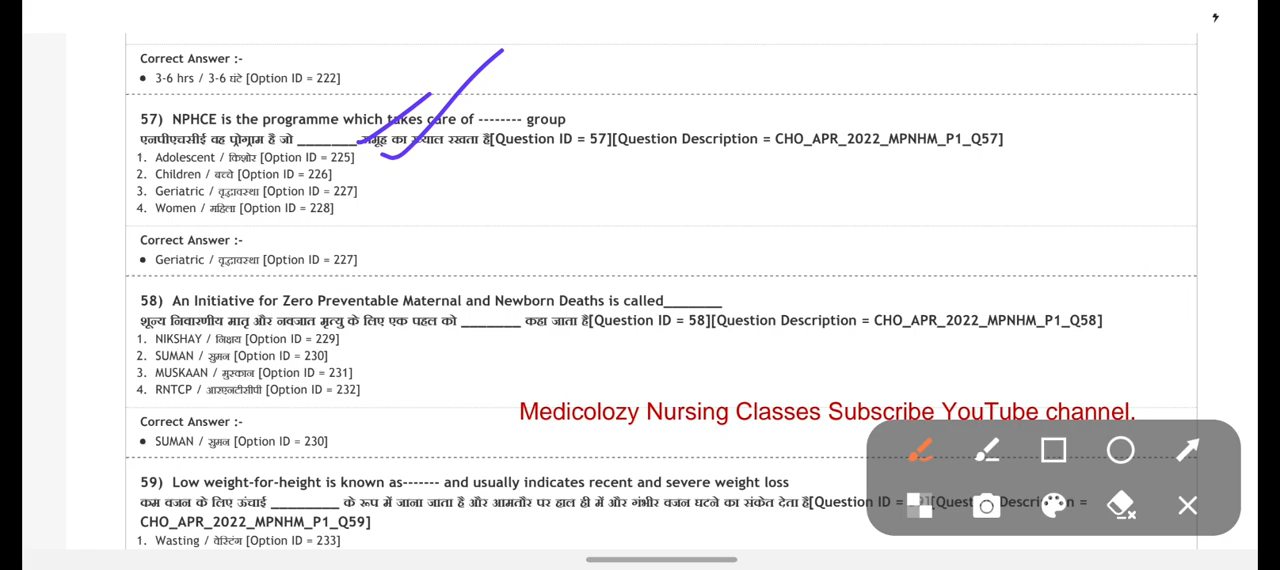 Correct Answer :-
• 3-6 hrs / 3-6 घंटे [Option ID = 222]
57) NPHCE is the programme which takes care of -------- group
एनपीएचसीई वह प्रोग्राम है जो _______ समूह का ख्याल रखता है[Question ID = 57][Question Description = CHO_APR_2022_MPNHM_P1_Q57]
1. Adolescent / किशोर [Option ID = 225]
2. Children / बच्चे [Option ID = 226]
3. Geriatric / वृद्धावस्था [Option ID = 227]
4. Women / महिला [Option ID = 228]
Correct Answer :-
• Geriatric / वृद्धावस्था [Option ID = 227]
58) An Initiative for Zero Preventable Maternal and Newborn Deaths is called_______
शून्य निवारणीय मातृ और नवजात मृत्यु के लिए एक पहल को _______ कहा जाता है[Question ID = 58][Question Description = CHO_APR_2022_MPNHM_P1_Q58]
1. NIKSHAY / निक्षय [Option ID = 229]
2. SUMAN / सुमन [Option ID = 230]
3. MUSKAAN / मुस्कान [Option ID = 231]
4. RNTCP / आरएनटीसीपी [Option ID = 232]
Medicolozy Nursing Classes Subscribe YouTube channel.
Correct Answer :-
• SUMAN / सुमन [Option ID = 230]
59) Low weight-for-height is known as------- and usually indicates recent and severe weight loss
कम वजन के लिए ऊंचाई ________ के रूप में जाना जाता है और आमतौर पर हाल ही में और गंभीर वजन घटने का संकेत देता है[Question ID =
CHO_APR_2022_MPNHM_P1_Q59]
1. Wasting / वेस्टिंग [Option ID = 233]